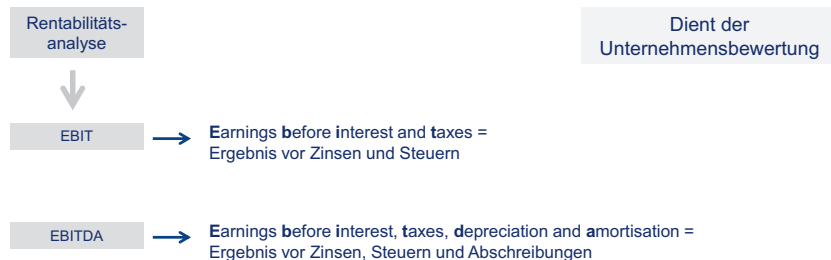 Rentabilitäts-
analyse
Dient der
Unternehmensbewertung
EBIT
Earnings before interest and taxes =
Ergebnis vor Zinsen und Steuern
EBITDA
Earnings before interest, taxes, depreciation and amortisation =
Ergebnis vor Zinsen, Steuern und Abschreibungen